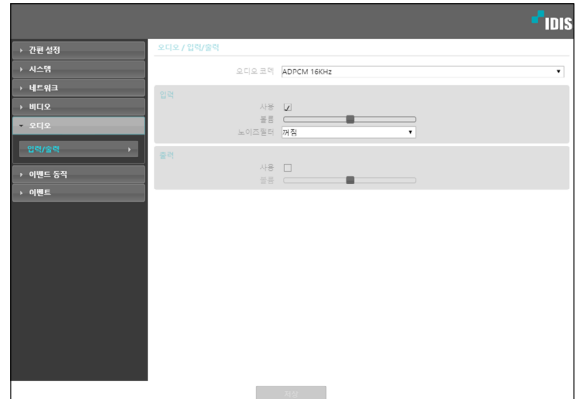 IDIS
간편 설정
시스템
네트워크
비디오
오디오
입력/출력
이벤트 동작
이벤트
오디오 / 입력/출력
오디오 코덱 ADPCM 16KHz
입력
사용
볼륨
노이즈필터 꺼짐
출력
사용
볼륨